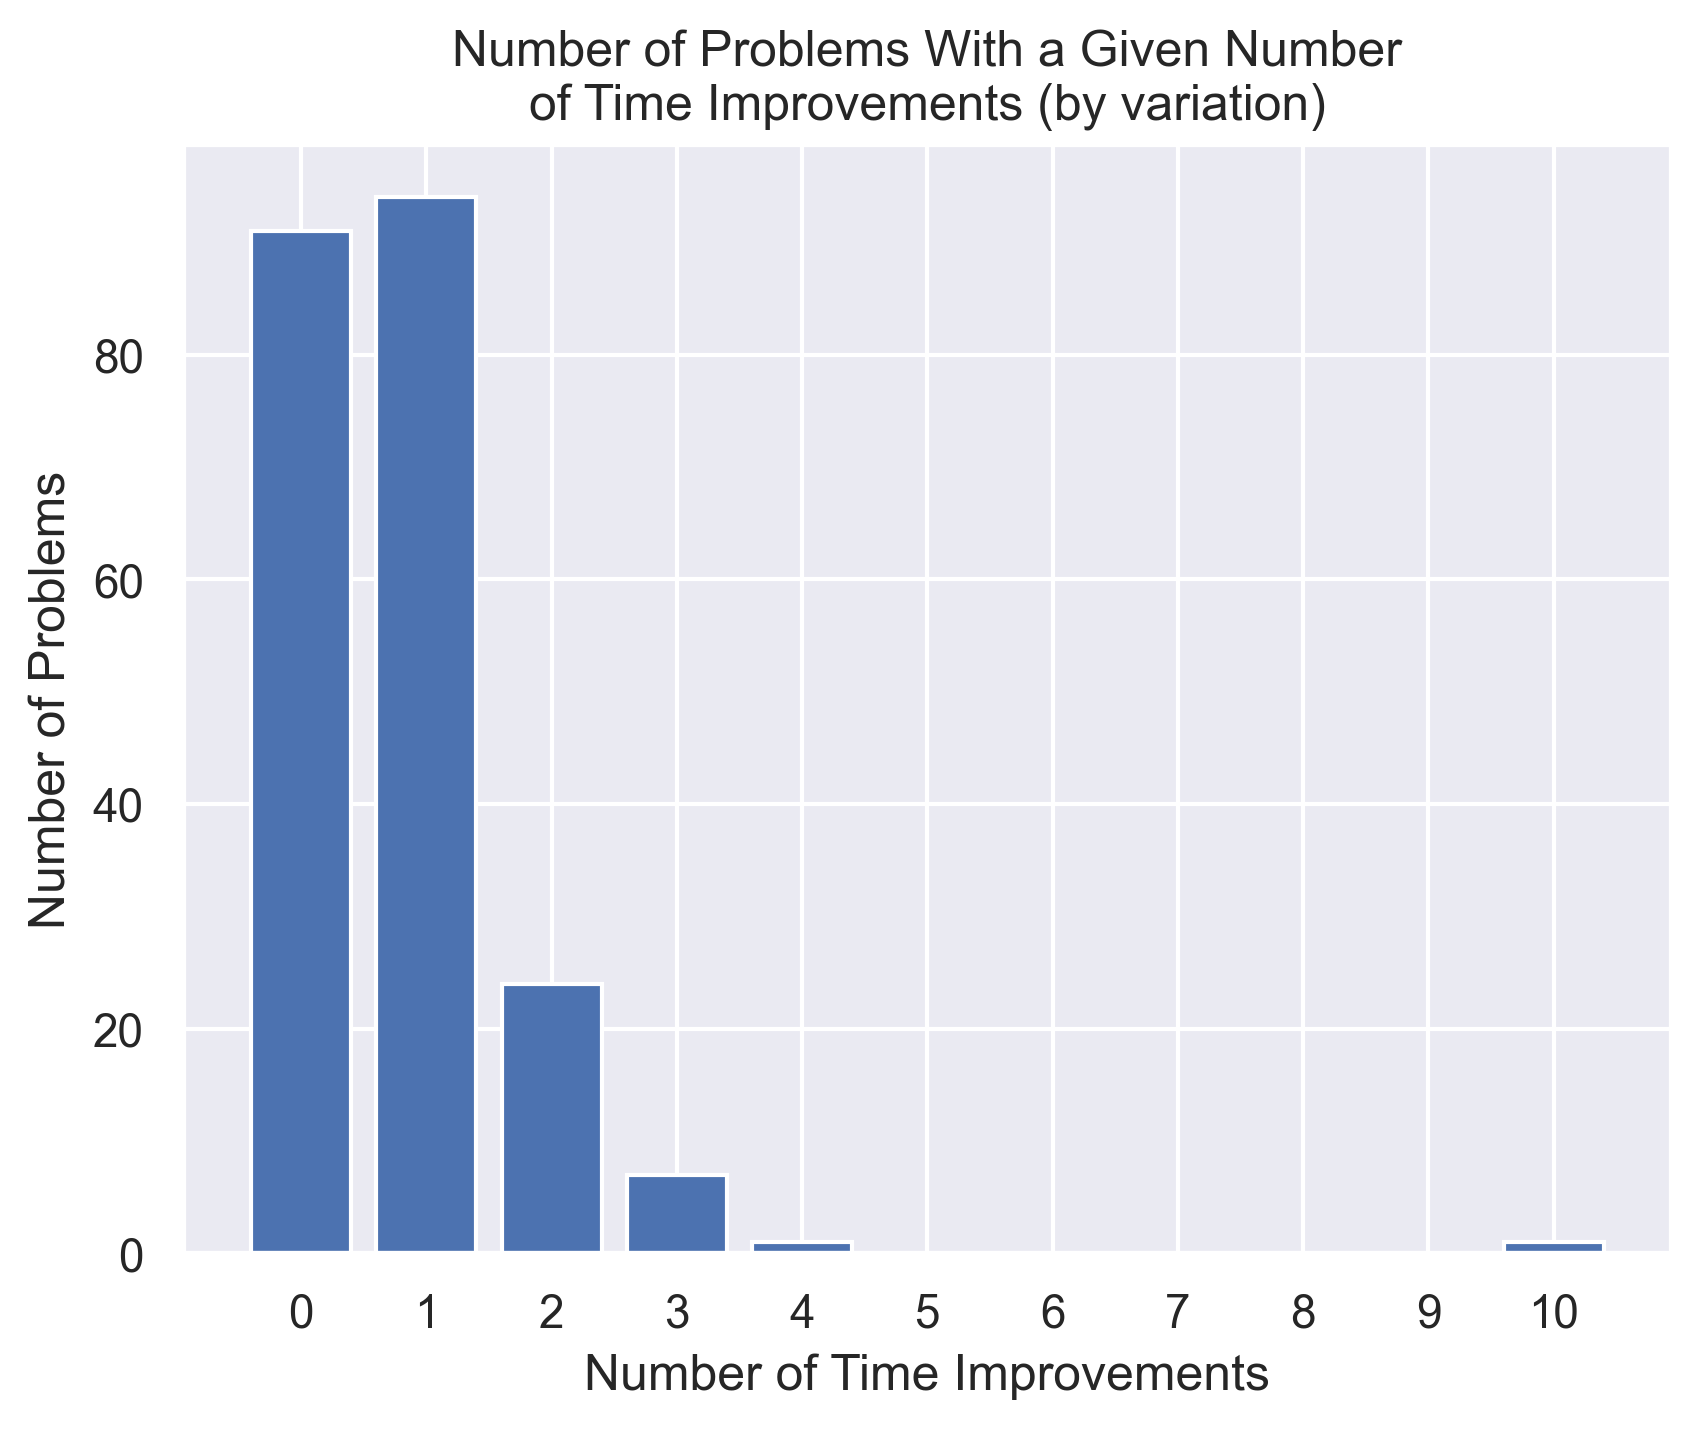 Number of Problems With a Given Number
of Time Improvements (by variation)
Number of Problems
80
60
40
20
0
0 1 2 3 4 5 6 7 8 9 10
Number of Time Improvements